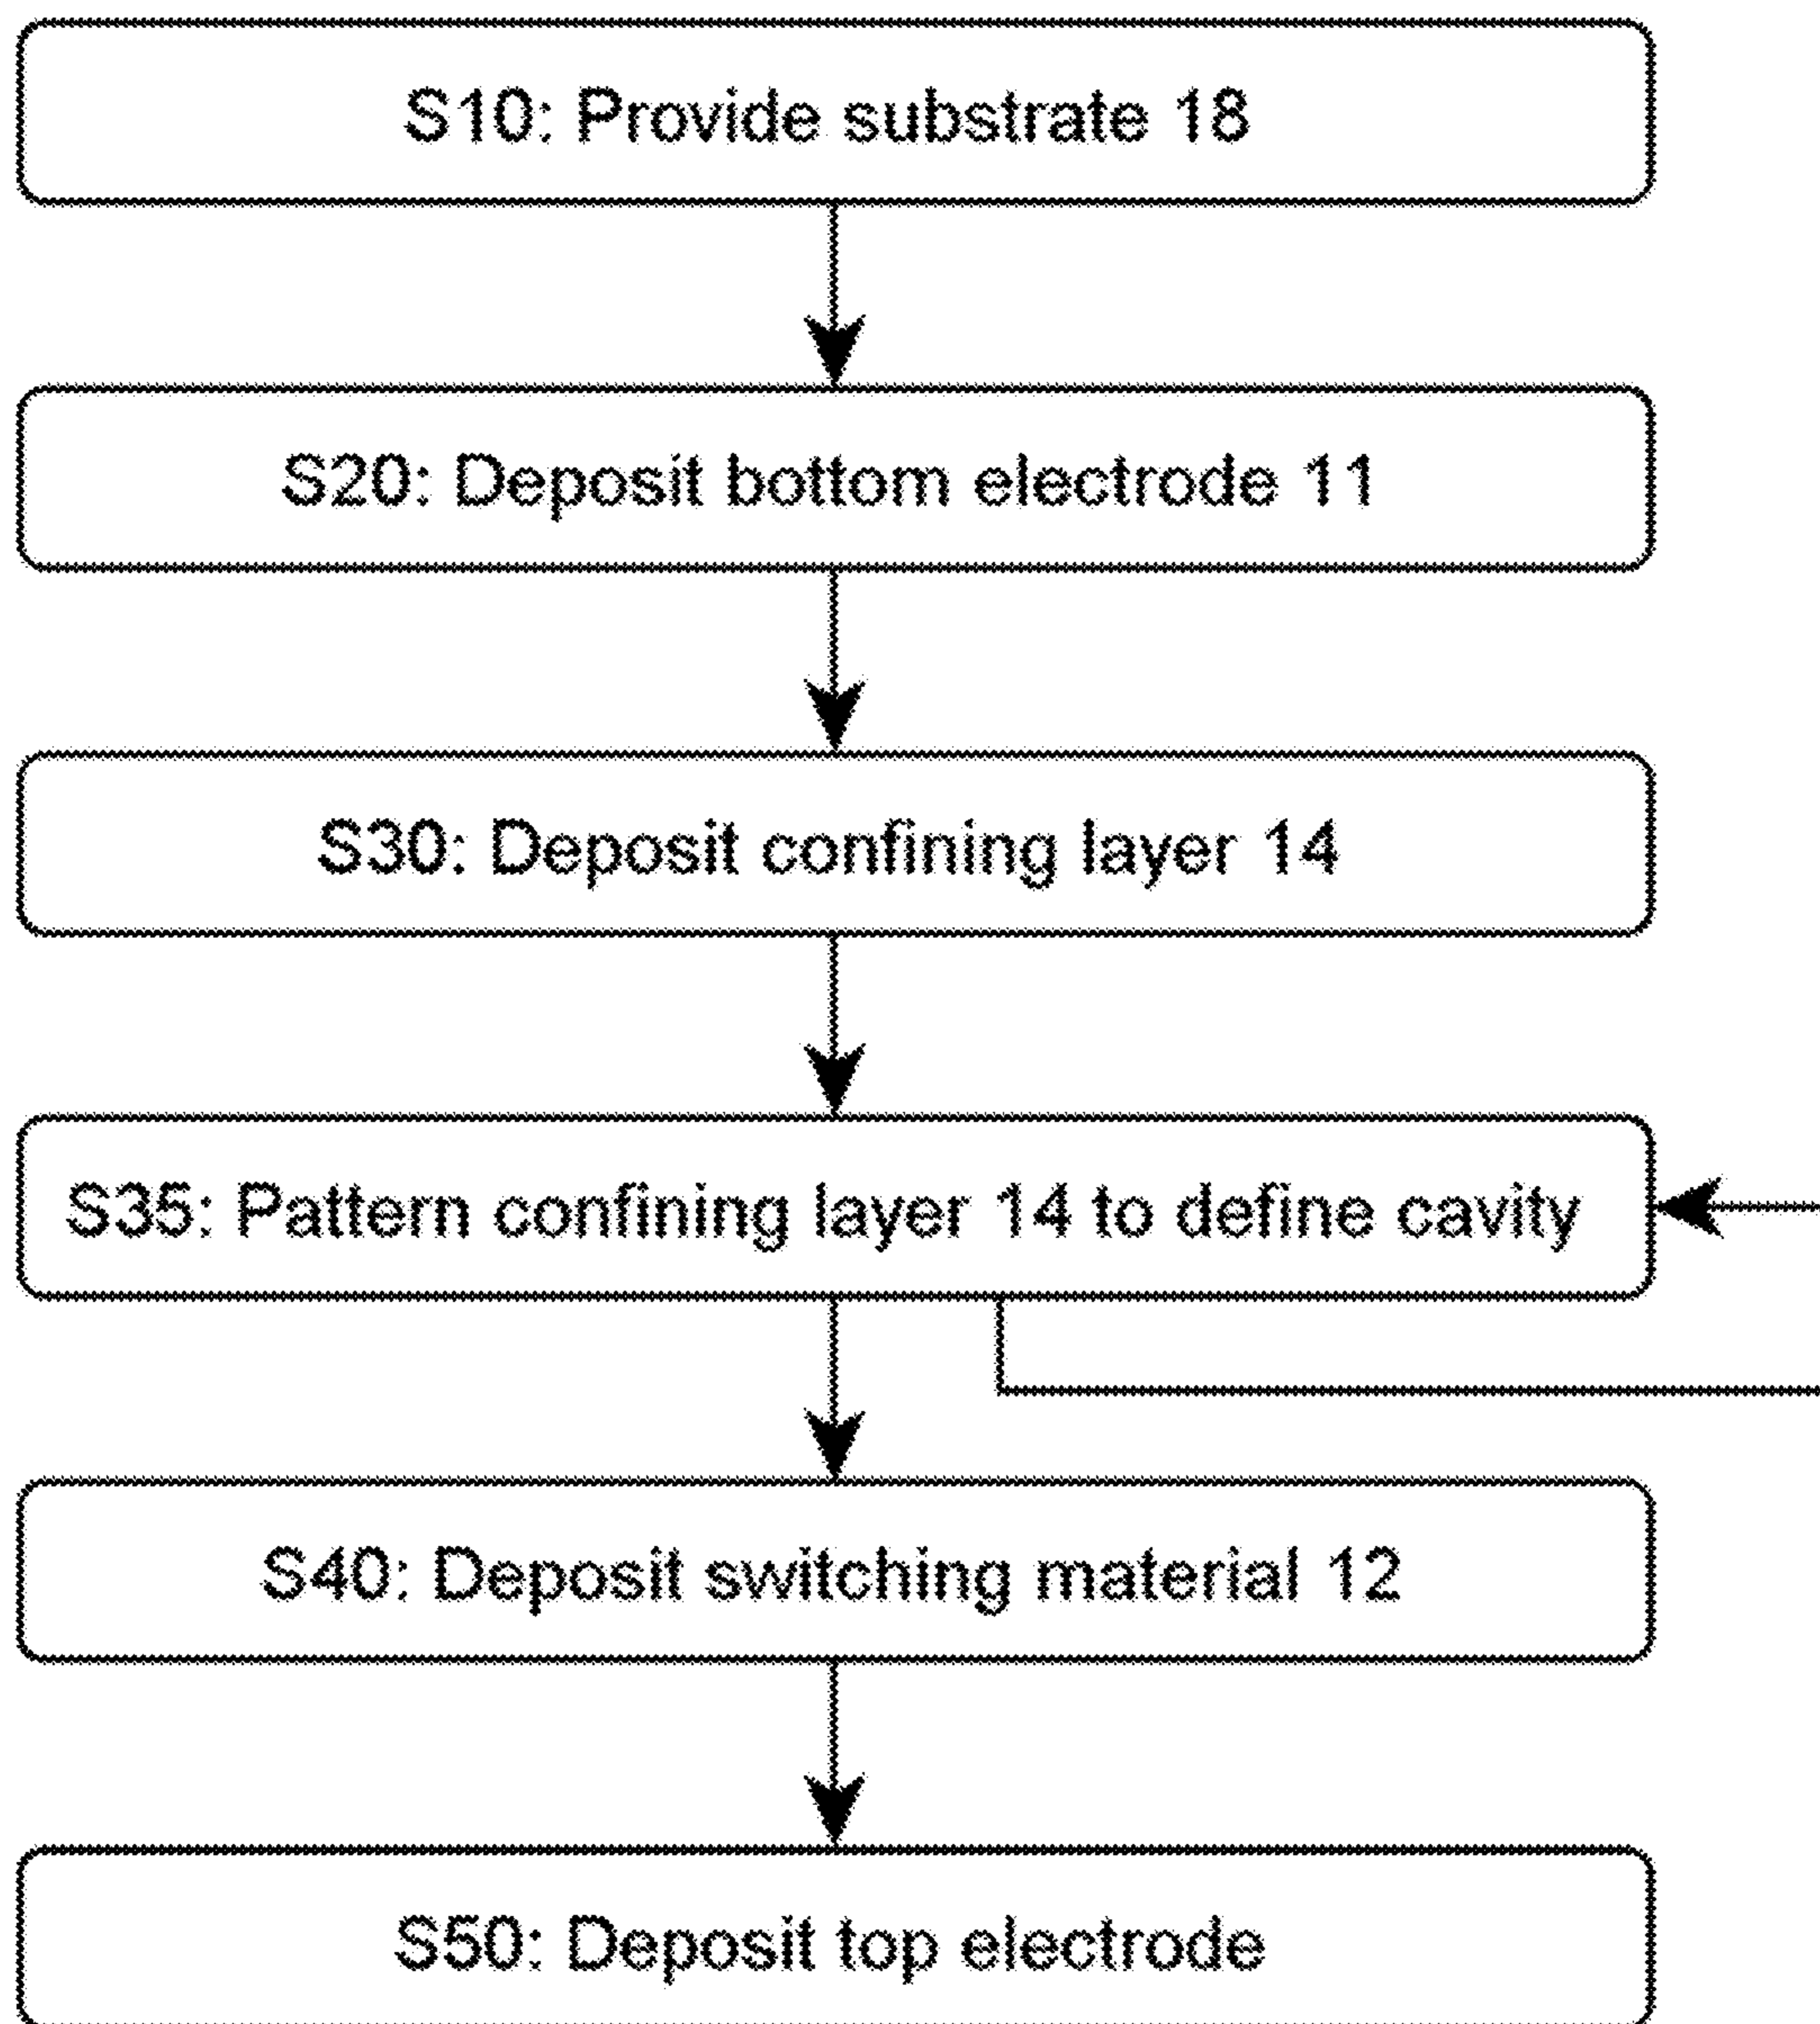 S10: Provide substrate 18
S20: Deposit bottom electrode 11
S30: Deposit confining layer 14
S35: Pattern confining layer 14 to define cavity
S40: Deposit switching material 12
S50: Deposit top electrode